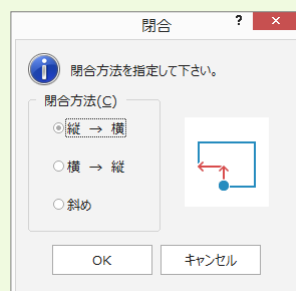 閉合
?
×
i
閉合方法を指定して下さい。
閉合方法(C)
縦 → 横
横 → 縦
斜め
OK
キャンセル